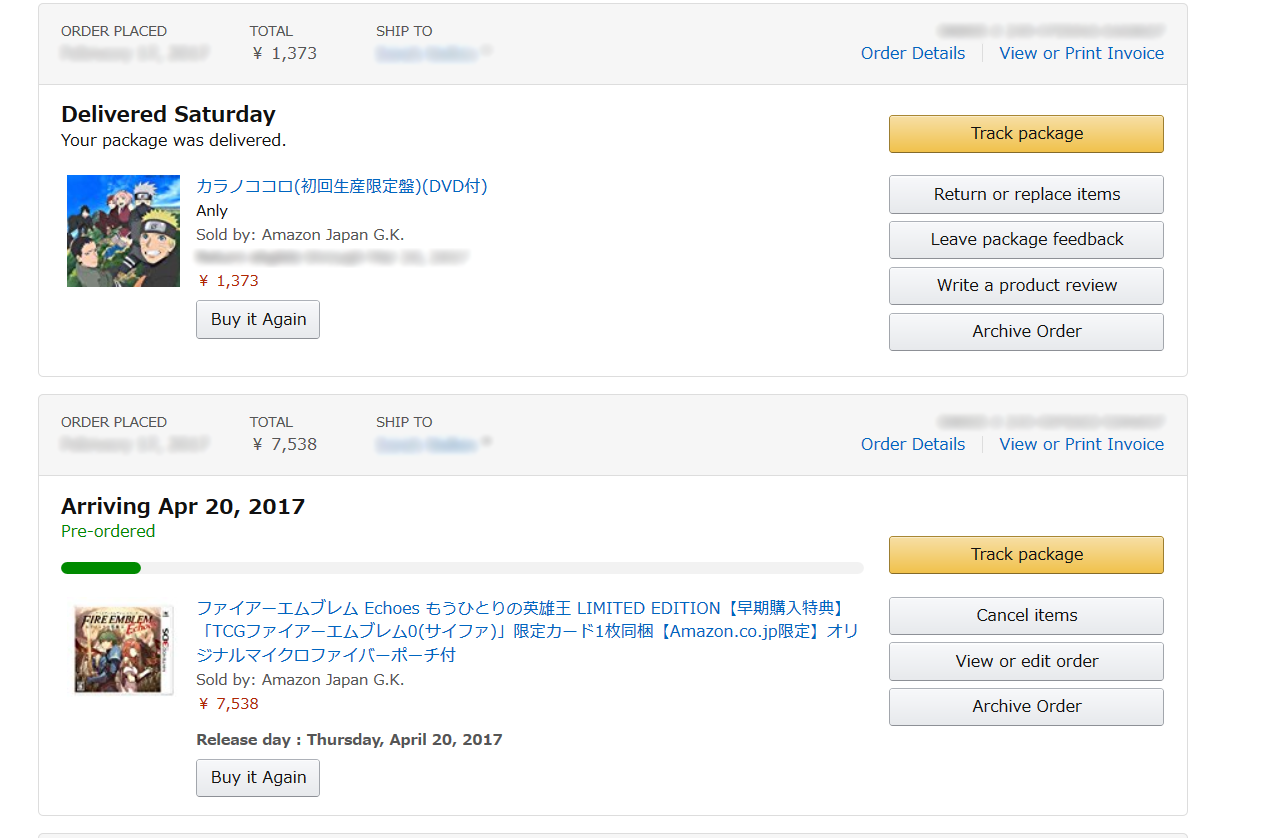 ORDER PLACED
TOTAL
SHIP TO
¥ 1,373
Order Details
View or Print Invoice
Delivered Saturday
Your package was delivered.
Track package
Return or replace items
Leave package feedback
Write a product review
Archive Order
カラノココロ(初回生産限定盤)(DVD付)
Anly
Sold by: Amazon Japan G.K.
¥ 1,373
Buy it Again
ORDER PLACED
TOTAL
SHIP TO
¥ 7,538
Order Details
View or Print Invoice
Arriving Apr 20, 2017
Pre-ordered
Track package
Cancel items
View or edit order
Archive Order
FIRE EMBLEM
Echoes
ファイアーエムブレム Echoes もうひとりの英雄王 LIMITED EDITION【早期購入特典】
「TCGファイアーエムブレム0(サイファ)」限定カード1枚同梱【Amazon.co.jp限定】オリ
ジナルマイクロファイバーポーチ付
Sold by: Amazon Japan G.K.
¥ 7,538
Release day : Thursday, April 20, 2017
Buy it Again